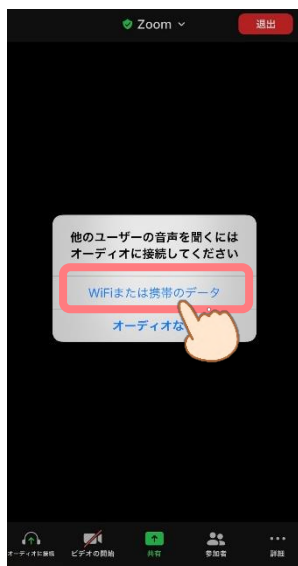 Zoom
退出
他のユーザーの音声を聞くには
オーディオに接続してください
WiFiまたは携帯のデータ
オーディオな
オーディオに接続 ビデオの開始 共有 参加者 詳細